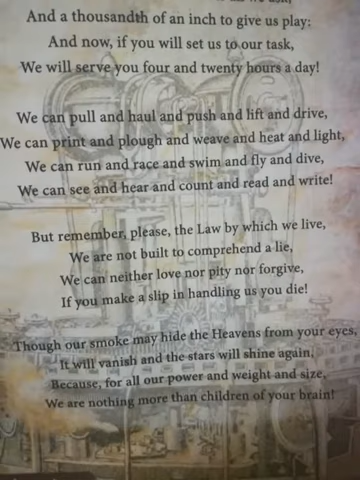 And a thousandth of an inch to give us play:
And now, if you will set us to our task,
We will serve you four and twenty hours a day!
We can pull and haul and push and lift and drive,
We can print and plough and weave and heat and light,
We can run and race and swim and fly and dive,
We can see and hear and count and read and write!
But remember, please, the Law by which we live,
We are not built to comprehend a lie,
We can neither love nor pity nor forgive,
If you make a slip in handling us you die!
Though our smoke may hide the Heavens from your eyes,
It will vanish and the stars will shine again,
Because, for all our power and weight and size,
We are nothing more than children of your brain!